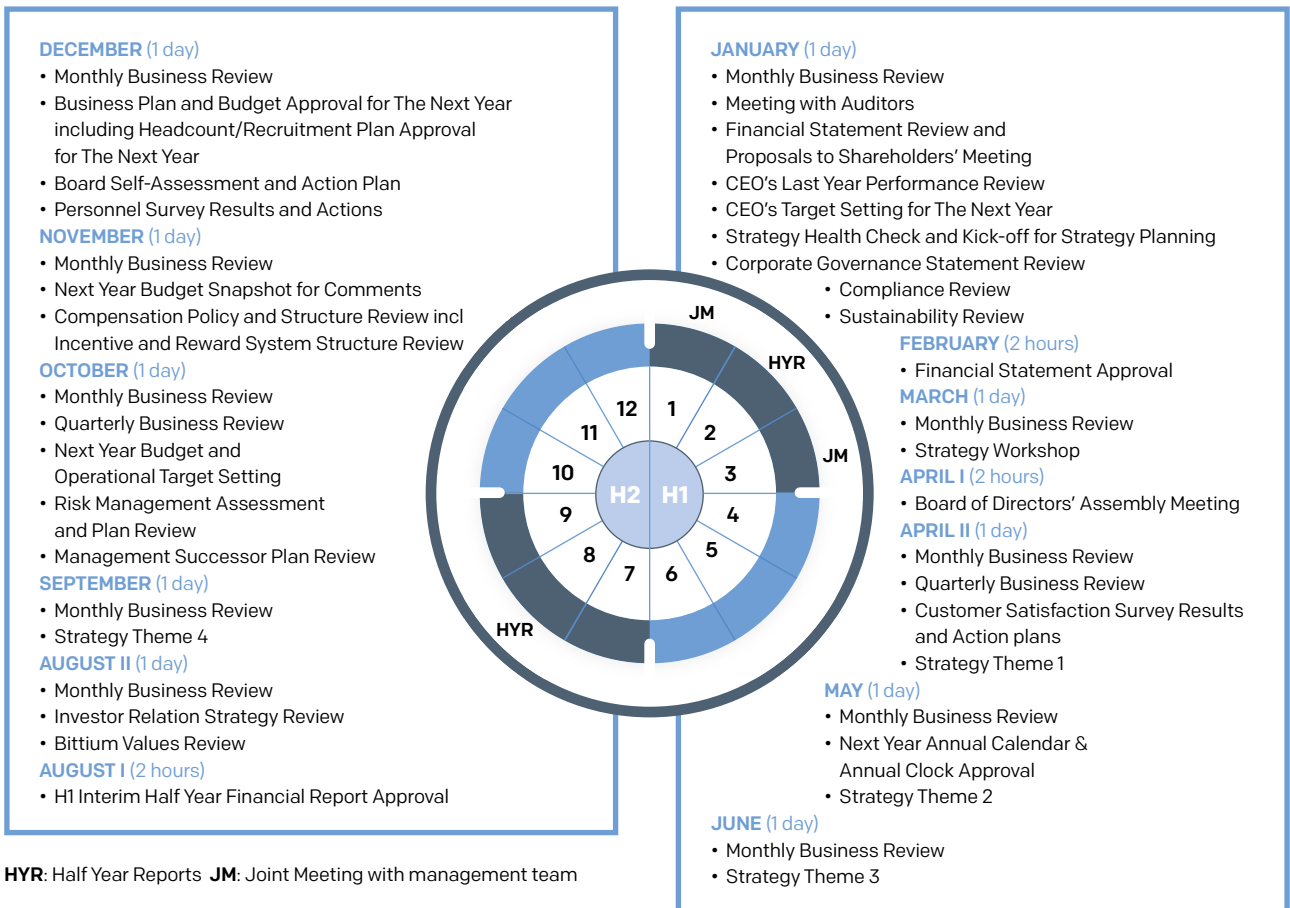 DECEMBER (1 day)
• Monthly Business Review
• Business Plan and Budget Approval for The Next Year
including Headcount/Recruitment Plan Approval
for The Next Year
• Board Self-Assessment and Action Plan
• Personnel Survey Results and Actions
NOVEMBER (1 day)
• Monthly Business Review
• Next Year Budget Snapshot for Comments
• Compensation Policy and Structure Review incl
Incentive and Reward System Structure Review
OCTOBER (1 day)
• Monthly Business Review
• Quarterly Business Review
• Next Year Budget and
Operational Target Setting
• Risk Management Assessment
and Plan Review
• Management Successor Plan Review
SEPTEMBER (1 day)
• Monthly Business Review
• Strategy Theme 4
AUGUST II (1 day)
• Monthly Business Review
• Investor Relation Strategy Review
• Bittium Values Review
AUGUST I (2 hours)
• H1 Interim Half Year Financial Report Approval
JANUARY (1 day)
• Monthly Business Review
• Meeting with Auditors
• Financial Statement Review and
Proposals to Shareholders’ Meeting
• CEO’s Last Year Performance Review
• CEO’s Target Setting for The Next Year
• Strategy Health Check and Kick-off for Strategy Planning
• Corporate Governance Statement Review
• Compliance Review
• Sustainability Review
FEBRUARY (2 hours)
• Financial Statement Approval
MARCH (1 day)
• Monthly Business Review
• Strategy Workshop
APRIL I (2 hours)
• Board of Directors’ Assembly Meeting
APRIL II (1 day)
• Monthly Business Review
• Quarterly Business Review
• Customer Satisfaction Survey Results
and Action plans
• Strategy Theme 1
MAY (1 day)
• Monthly Business Review
• Next Year Annual Calendar &
Annual Clock Approval
• Strategy Theme 2
JUNE (1 day)
• Monthly Business Review
• Strategy Theme 3
JM
HYR
JM
HYR
12
1
2
3
4
5
6
7
8
9
10
11
H2
H1
HYR: Half Year Reports JM: Joint Meeting with management team